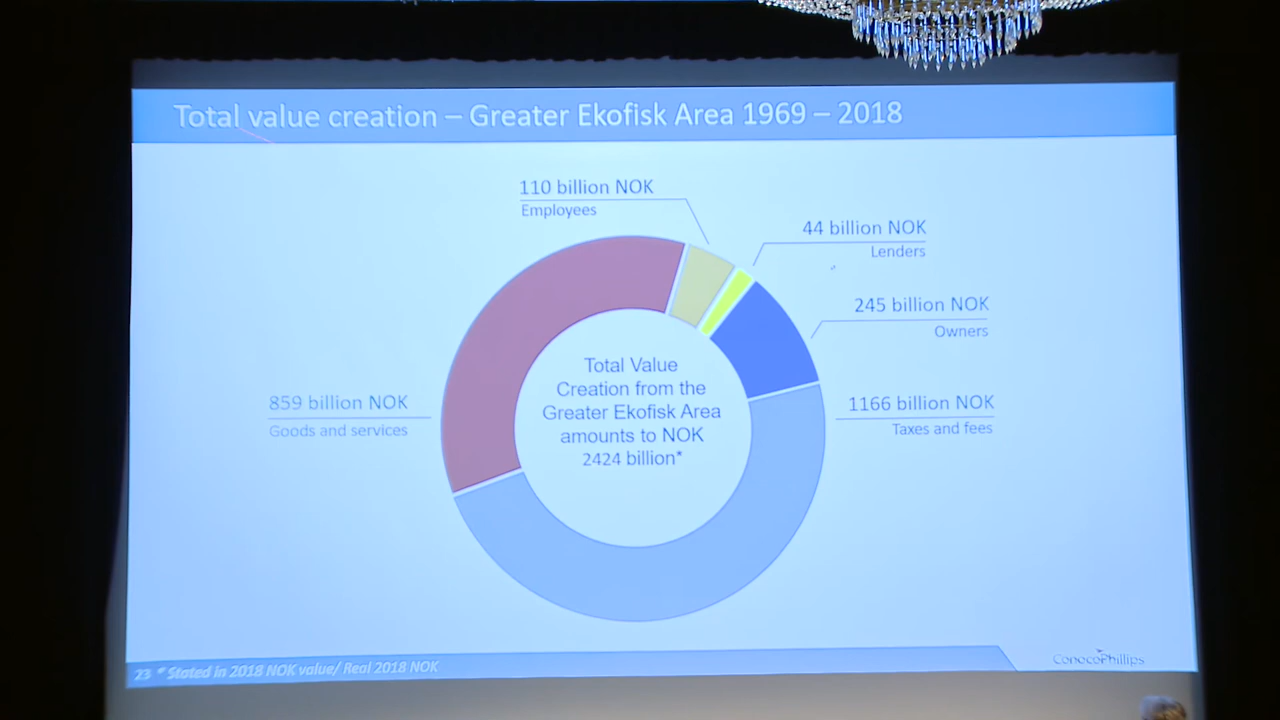 Total value creation – Greater Ekofisk Area 1969 – 2018
110 billion NOK
Employees
44 billion NOK
Lenders
245 billion NOK
Owners
1166 billion NOK
Taxes and fees
859 billion NOK
Goods and services
Total Value
Creation from the
Greater Ekofisk Area
amounts to NOK
2424 billion*
23 * Stated in 2018 NOK value/ Real 2018 NOK
ConocoPhillips